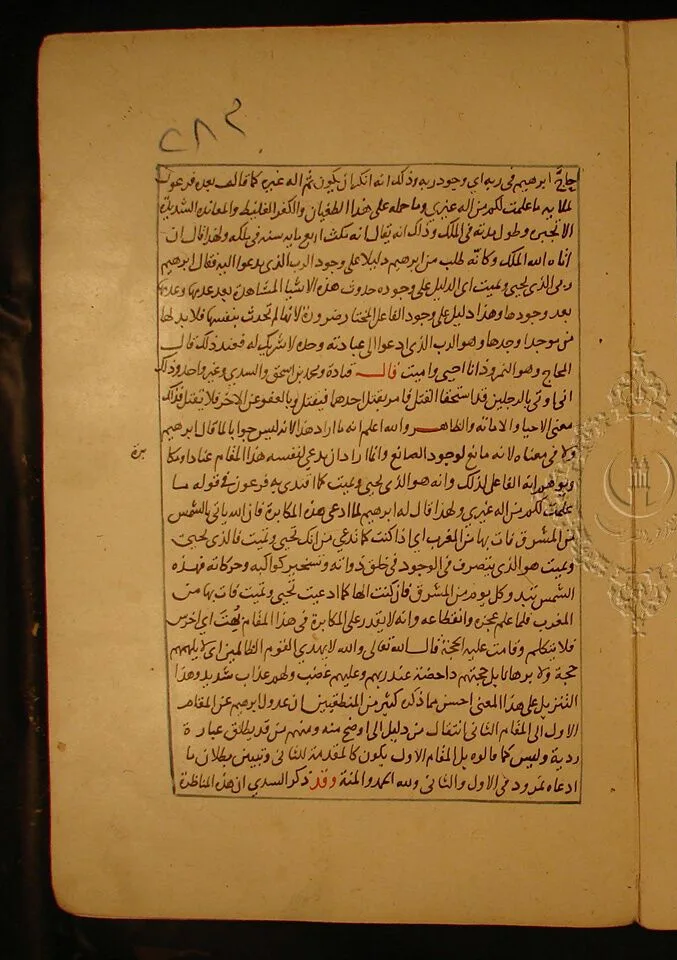 ٢٨٣
حاج ابرهيم في ربه اي وجود ربه وذلك انه انكر ان يكون ثم اله غيره كما قال بعده فرعون
لملايه ما علمت لكم من اله غيري وما حمله على هذا الطغيان والكفر الغليظ والمعانده الشديدة
الا تجبره وطول مدته في الملك وذلك انه يقال انه مكث اربع مايه سنه في ملكه ولهذا قال ان
اتاه الله الملك وكانه طلب من ابرهيم دليلا على وجود الرب الذي يدعوا اليه فقال ابرهيم
ربي الذي يحيي ويميت اي الدليل على وجوده حدوث هذه الاشيا المشاهدة بعد عدمها وعدمها
بعد وجودها وهذا دليل على وجود الفاعل المختار ضرورة لانها لم تحدث بنفسها فلا بد لها
من موجد اوجدها وهو الرب الذي ادعوا الى عبادته وحده لا شريك له فعند ذلك قال
المحاج وهو النمروذ انا احيي واميت قال قتادة ومحمد بن اسحق والسدي وغير واحد وذلك
اني اوتي بالرجلين قد استحقا القتل فامر بقتل احدهما فيقتل وبالعفو عن الاخر فلا يقتل فذلك
معنى الاحيا والاماته والظاهر والله اعلم انه ما اراد هذا لانه ليس جوابا لما قال ابرهيم
ولا في معناه لانه مانع لوجود الصانع وانما اراد ان يدعي لنفسه هذا المقام عنادا ومكا
برة
ويوهم انه الفاعل لذلك وانه هو الذي يحيي ويميت كما اقتدى به فرعون في قوله ما
علمت لكم من اله غيري ولهذا قال له ابرهيم لما ادعى هذه المكابرة فان الله ياتي بالشمس
من المشرق فات بها من المغرب اي اذا كنت كما تدعي من انك تحيي وتميت فالذي يحيي
ويميت هو الذي يتصرف في الوجود في خلق ذواته وتسخير كواكبه وحركاته فهذه
الشمس تبدو كل يوم من المشرق فان كنت الها كما ادعيت تحيي وتميت فات بها من
المغرب فلما علم عجزه وانقطاعه وانه لا يقدر على المكابرة في هذا المقام بُهت اي اخرس
فلا يتكلم وقامت عليه الحجة قال الله تعالى والله لا يهدي القوم الظالمين اي لا يلهمهم
حجة ولا برهانا بل حجتهم داحضة عند ربهم وعليهم غضب ولهم عذاب شديد وهذا
التنزيل على هذا المعنى احسن مما ذكره كثير من المنطقيين ان عدول ابرهيم عن المقام
الاول الى المقام الثاني انتقال من دليل الى اوضح منه ومنهم من قد يطلق عبارة
ردية وليس كما قالوه بل المقام الاول يكون كالمقدمة للثاني وتبين بطلان ما
ادعاه نمرود في الاول والثاني ولله الحمد والمنة وقد ذكر السدي ان هذه المناظرة